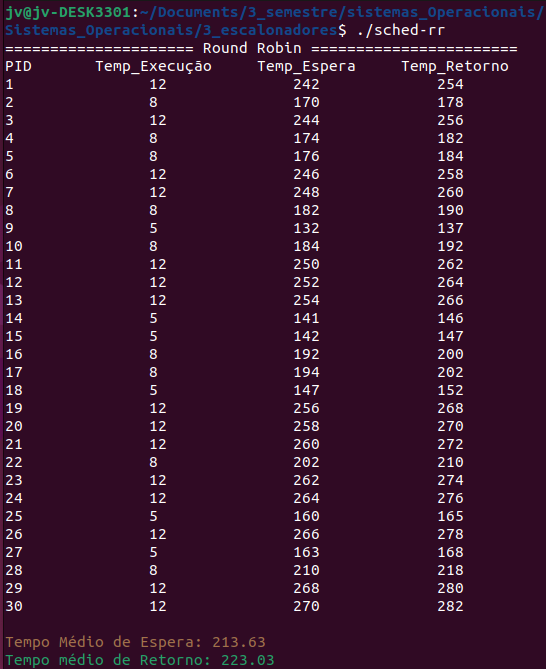 jv@jv-DESK3301:~/Documents/3_semestre/sistemas_Operacionais/
Sistemas_Operacionais/3_escalonadores$ ./sched-rr
===================== Round Robin =======================
PID Temp_Execução Temp_Espera Temp_Retorno
1 12 242 254
2 8 170 178
3 12 244 256
4 8 174 182
5 8 176 184
6 12 246 258
7 12 248 260
8 8 182 190
9 5 132 137
10 8 184 192
11 12 250 262
12 12 252 264
13 12 254 266
14 5 141 146
15 5 142 147
16 8 192 200
17 8 194 202
18 5 147 152
19 12 256 268
20 12 258 270
21 12 260 272
22 8 202 210
23 12 262 274
24 12 264 276
25 5 160 165
26 12 266 278
27 5 163 168
28 8 210 218
29 12 268 280
30 12 270 282
Tempo Médio de Espera: 213.63
Tempo médio de Retorno: 223.03